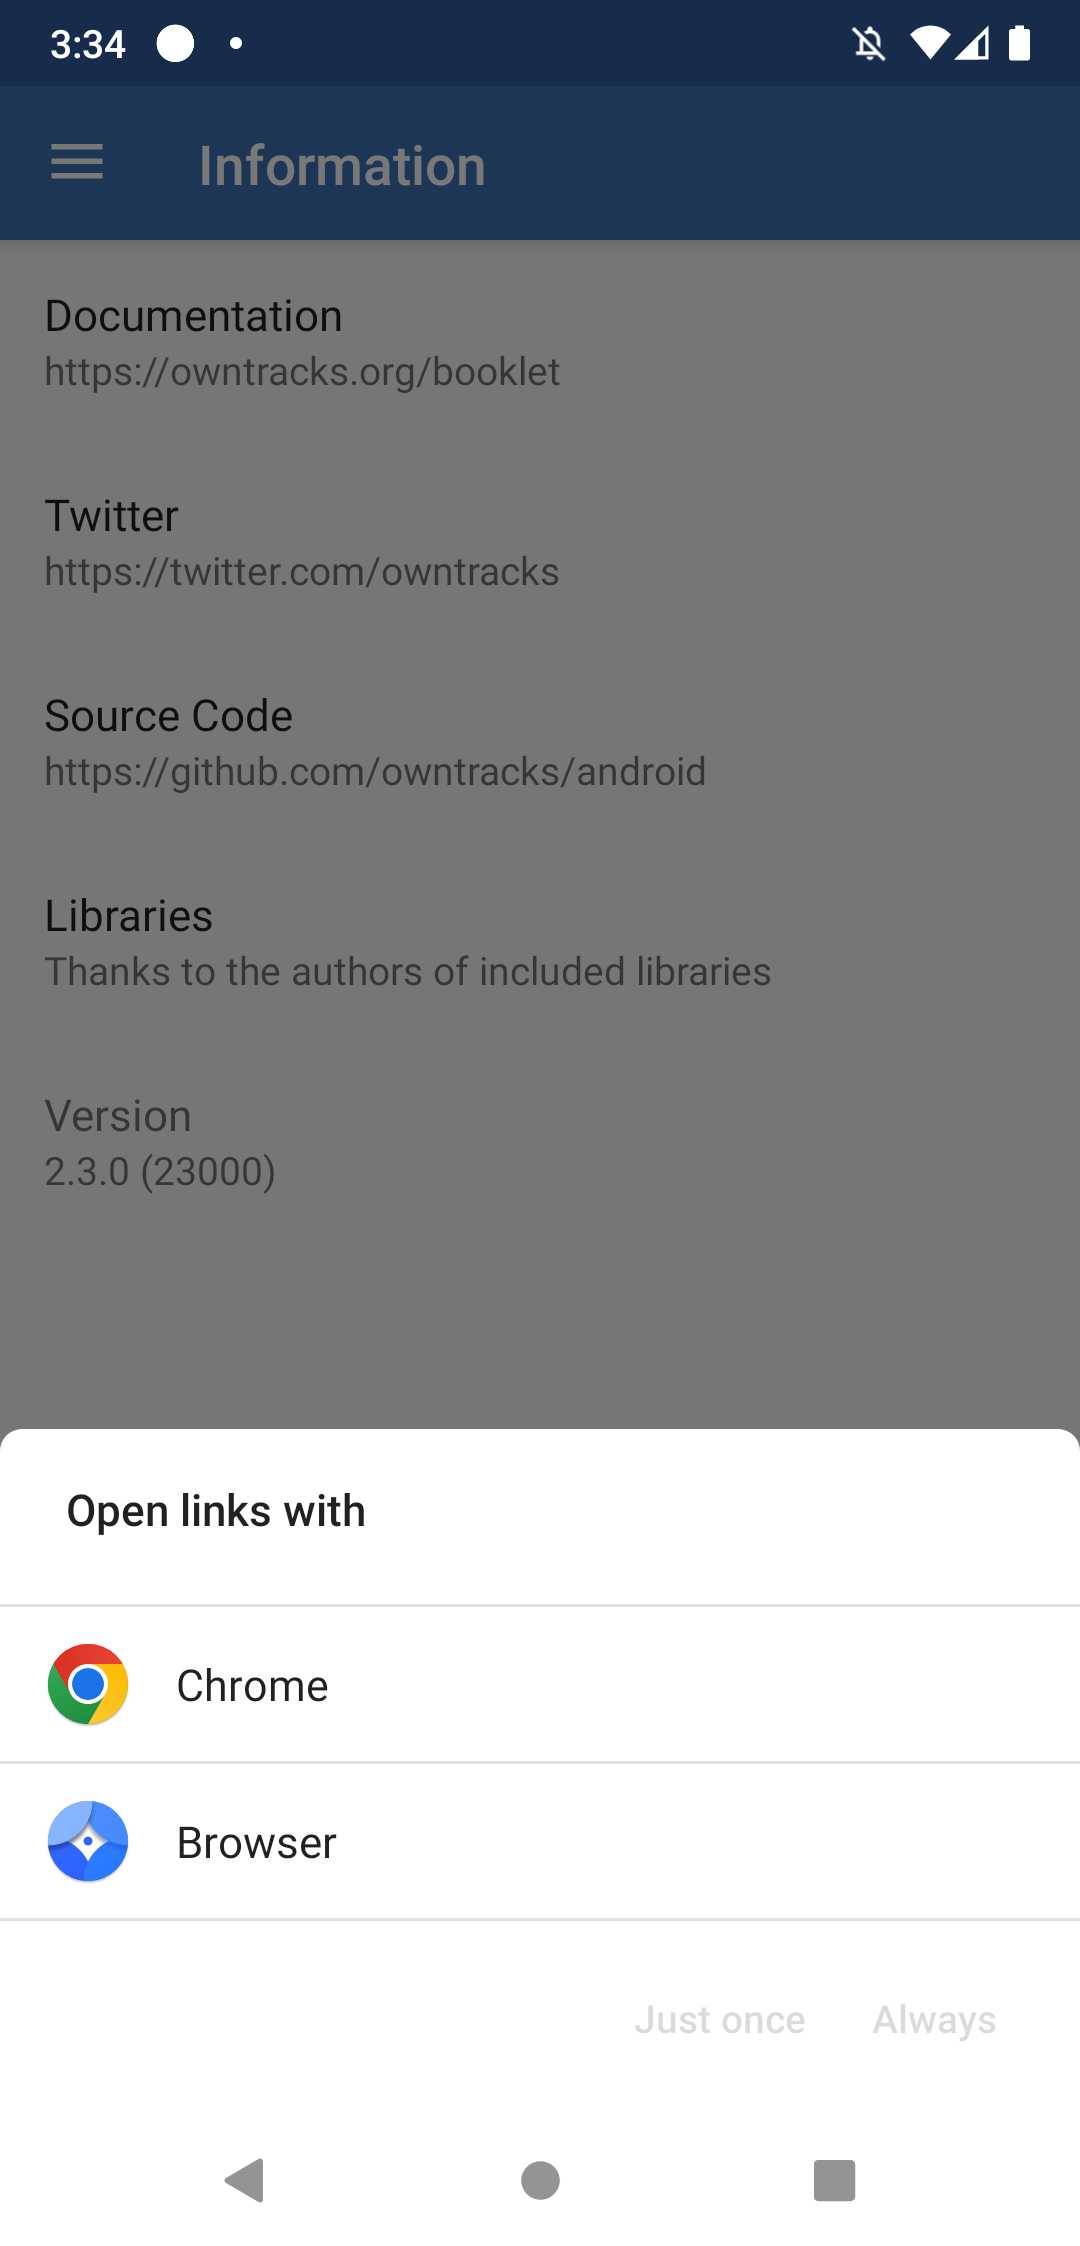 3:34
Information
Documentation
https://owntracks.org/booklet
Twitter
https://twitter.com/owntracks
Source Code
https://github.com/owntracks/android
Libraries
Thanks to the authors of included libraries
Version
2.3.0 (23000)
Open links with
Chrome
Browser
Just once Always